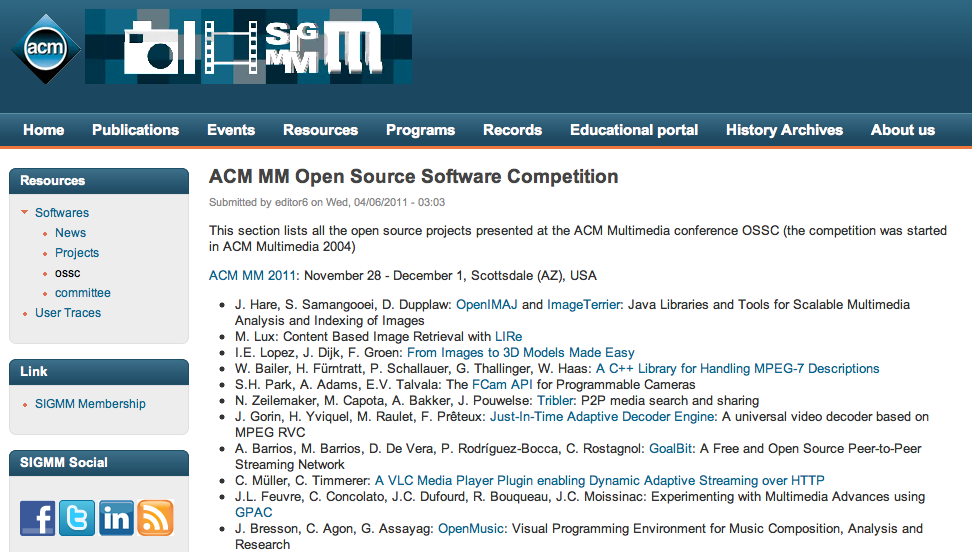 acm
SIGMM
m
Home Publications Events Resources Programs Records Educational portal History Archives About us
Resources
Softwares
News
Projects
ossc
committee
User Traces
Link
SIGMM Membership
SIGMM Social
f
t
in
ACM MM Open Source Software Competition
Submitted by editor6 on Wed, 04/06/2011 - 03:03
This section lists all the open source projects presented at the ACM Multimedia conference OSSC (the competition was started
in ACM Multimedia 2004)
ACM MM 2011: November 28 - December 1, Scottsdale (AZ), USA
J. Hare, S. Samangooei, D. Dupplaw: OpenIMAJ and ImageTerrier: Java Libraries and Tools for Scalable Multimedia
Analysis and Indexing of Images
M. Lux: Content Based Image Retrieval with LIRe
I.E. Lopez, J. Dijk, F. Groen: From Images to 3D Models Made Easy
W. Bailer, H. Fürntratt, P. Schallauer, G. Thallinger, W. Haas: A C++ Library for Handling MPEG-7 Descriptions
S.H. Park, A. Adams, E.V. Talvala: The FCam API for Programmable Cameras
N. Zeilemaker, M. Capota, A. Bakker, J. Pouwelse: Tribler: P2P media search and sharing
J. Gorin, H. Yviquel, M. Raulet, F. Prêteux: Just-In-Time Adaptive Decoder Engine: A universal video decoder based on
MPEG RVC
A. Barrios, M. Barrios, D. De Vera, P. Rodríguez-Bocca, C. Rostagnol: GoalBit: A Free and Open Source Peer-to-Peer
Streaming Network
C. Müller, C. Timmerer: A VLC Media Player Plugin enabling Dynamic Adaptive Streaming over HTTP
J.L. Feuvre, C. Concolato, J.C. Dufourd, R. Bouqueau, J.C. Moissinac: Experimenting with Multimedia Advances using
GPAC
J. Bresson, C. Agon, G. Assayag: OpenMusic: Visual Programming Environment for Music Composition, Analysis and
Research